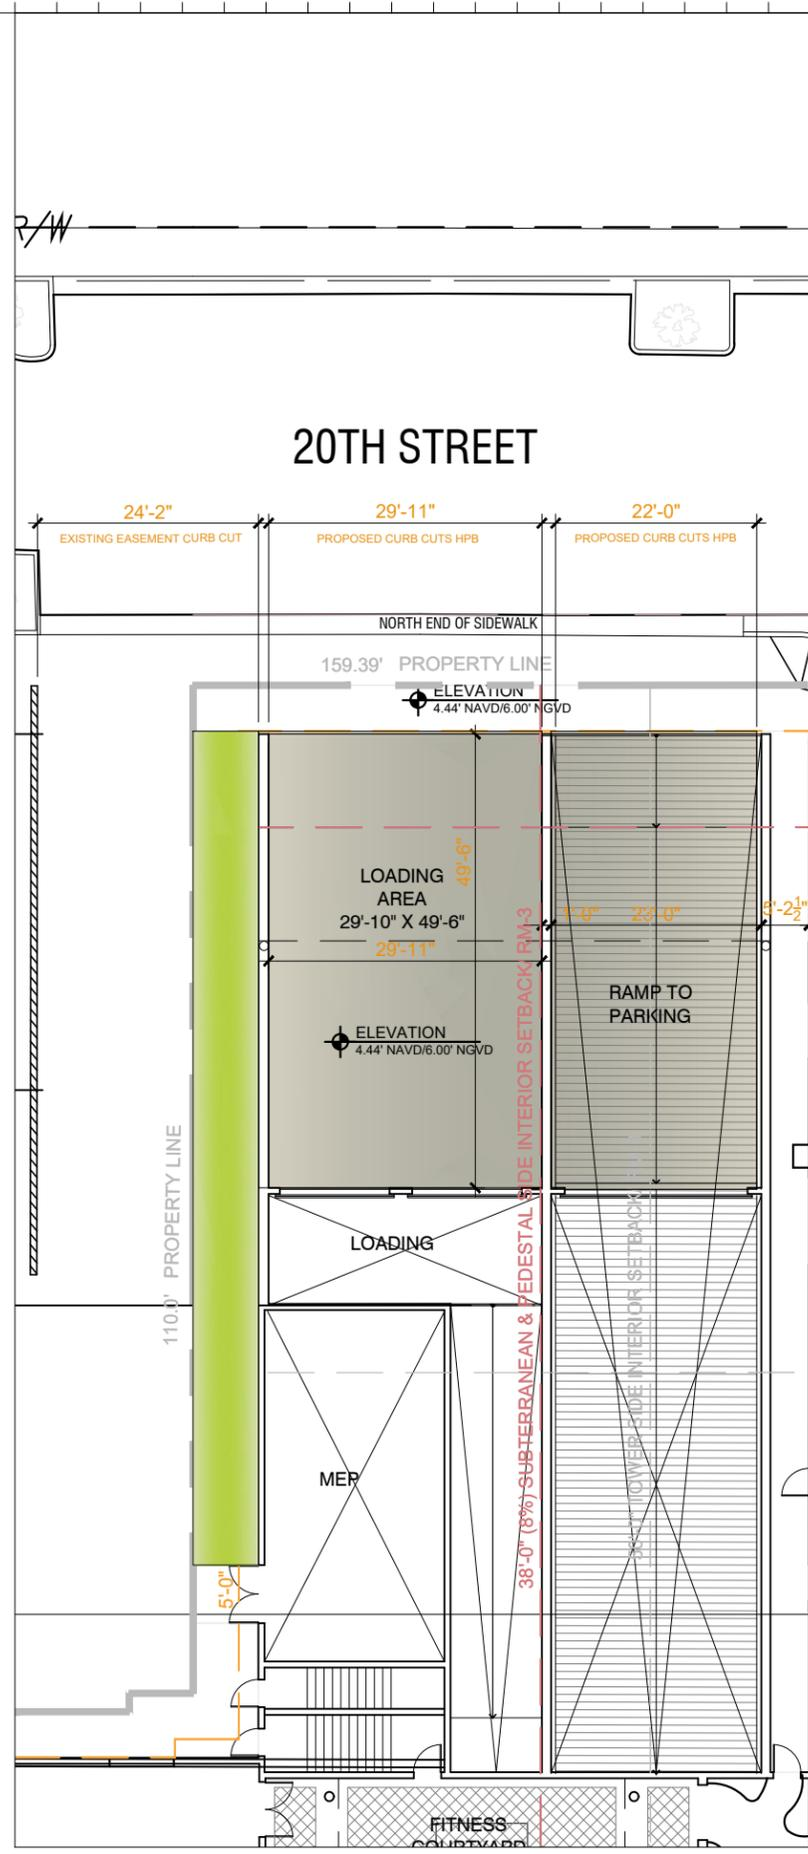 R/W
20TH STREET
24'-2" 29'-11" 22'-0"
EXISTING EASEMENT CURB CUT PROPOSED CURB CUTS HPB PROPOSED CURB CUTS HPB
NORTH END OF SIDEWALK
159.39' PROPERTY LINE
ELEVATION
4.44' NAVD/6.00' NGVD
49'-6"
LOADING
AREA
29'-10" X 49'-6"
29'-11"
1'-0" 23'-0" 5'-2½"
RAMP TO
PARKING
ELEVATION
4.44' NAVD/6.00' NGVD
110.0' PROPERTY LINE
38'-0" (8%) SUBTERRANEAN & PEDESTAL SIDE INTERIOR SETBACK, RM-3
TOWER SIDE INTERIOR SETBACK
LOADING
MEP
5'-0"
FITNESS
COURTYARD